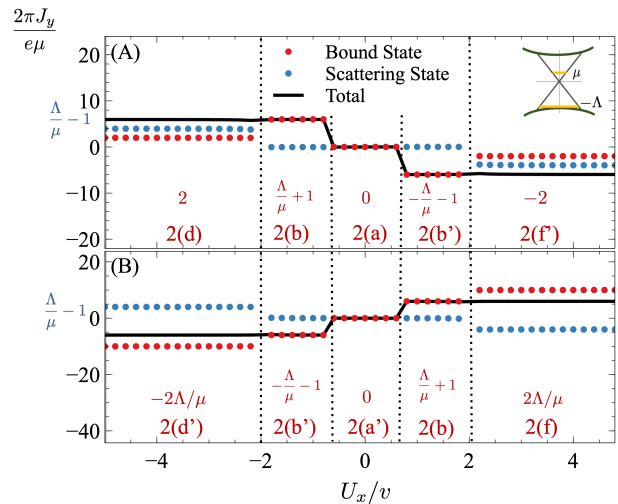 2πJ_y
eμ
(A)
Bound State
Scattering State
Total
μ
−Λ
20
Λ/μ − 1
10
0
−10
−20
2
Λ/μ + 1
0
−Λ/μ − 1
−2
2(d)
2(b)
2(a)
2(b’)
2(f’)
(B)
20
Λ/μ − 1
0
−20
−40
−2Λ/μ
−Λ/μ − 1
0
Λ/μ + 1
2Λ/μ
2(d’)
2(b’)
2(a’)
2(b)
2(f)
−4
−2
0
2
4
U_x/v